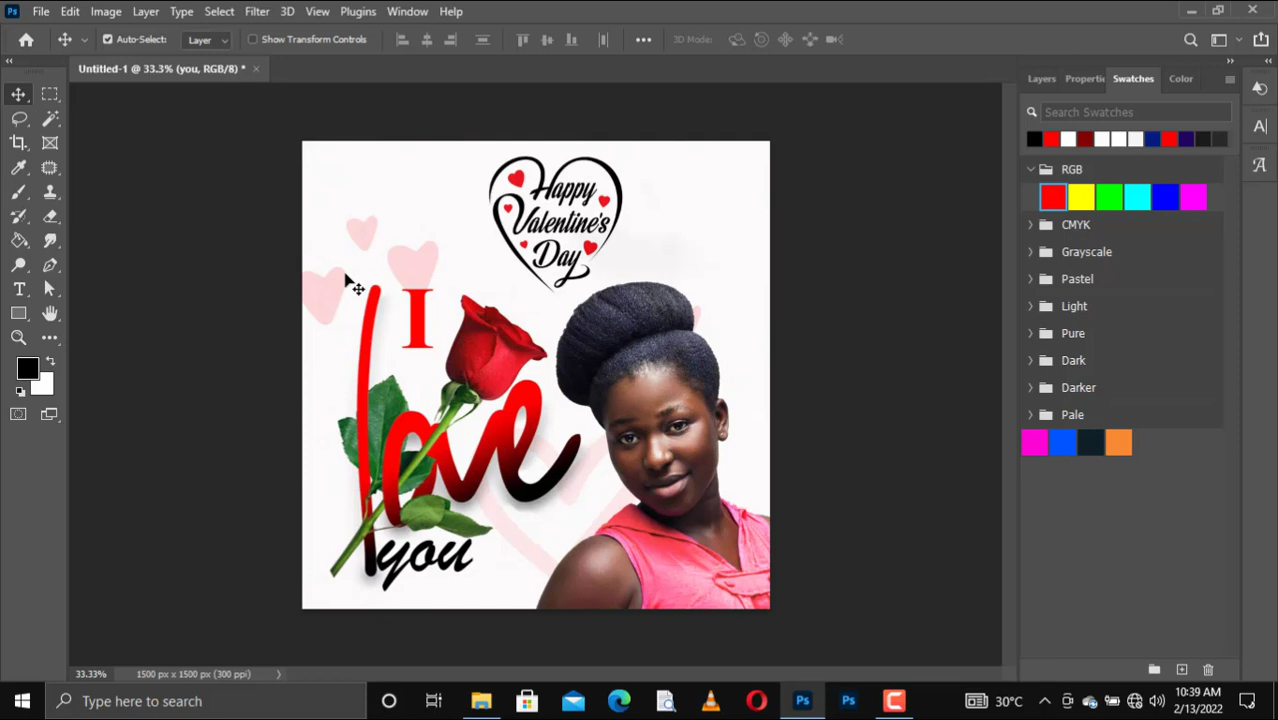 Ps File Edit Image Layer Type Select Filter 3D View Plugins Window Help
Auto-Select: Layer Show Transform Controls 3D Mode:
Untitled-1 @ 33.3% (you, RGB/8) * ×
Layers Properti Swatches Color
Search Swatches
RGB
CMYK
Grayscale
Pastel
Light
Pure
Dark
Darker
Pale
Happy
Valentine's
Day
I
love
you
33.33% 1500 px x 1500 px (300 ppi)
Type here to search
30°C
10:39 AM
2/13/2022